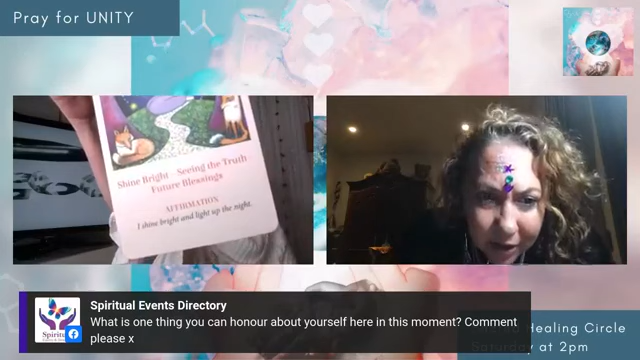 Pray for UNITY
Shine Bright - Seeing the Truth
Future Blessings
AFFIRMATION
I shine bright and light up the night.
Spiritual Events Directory
What is one thing you can honour about yourself here in this moment? Comment
please x
Healing Circle
Saturday at 2pm